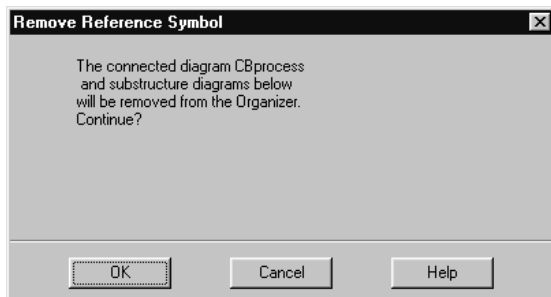 Remove Reference Symbol
The connected diagram CBprocess
and substructure diagrams below
will be removed from the Organizer.
Continue?
OK Cancel Help